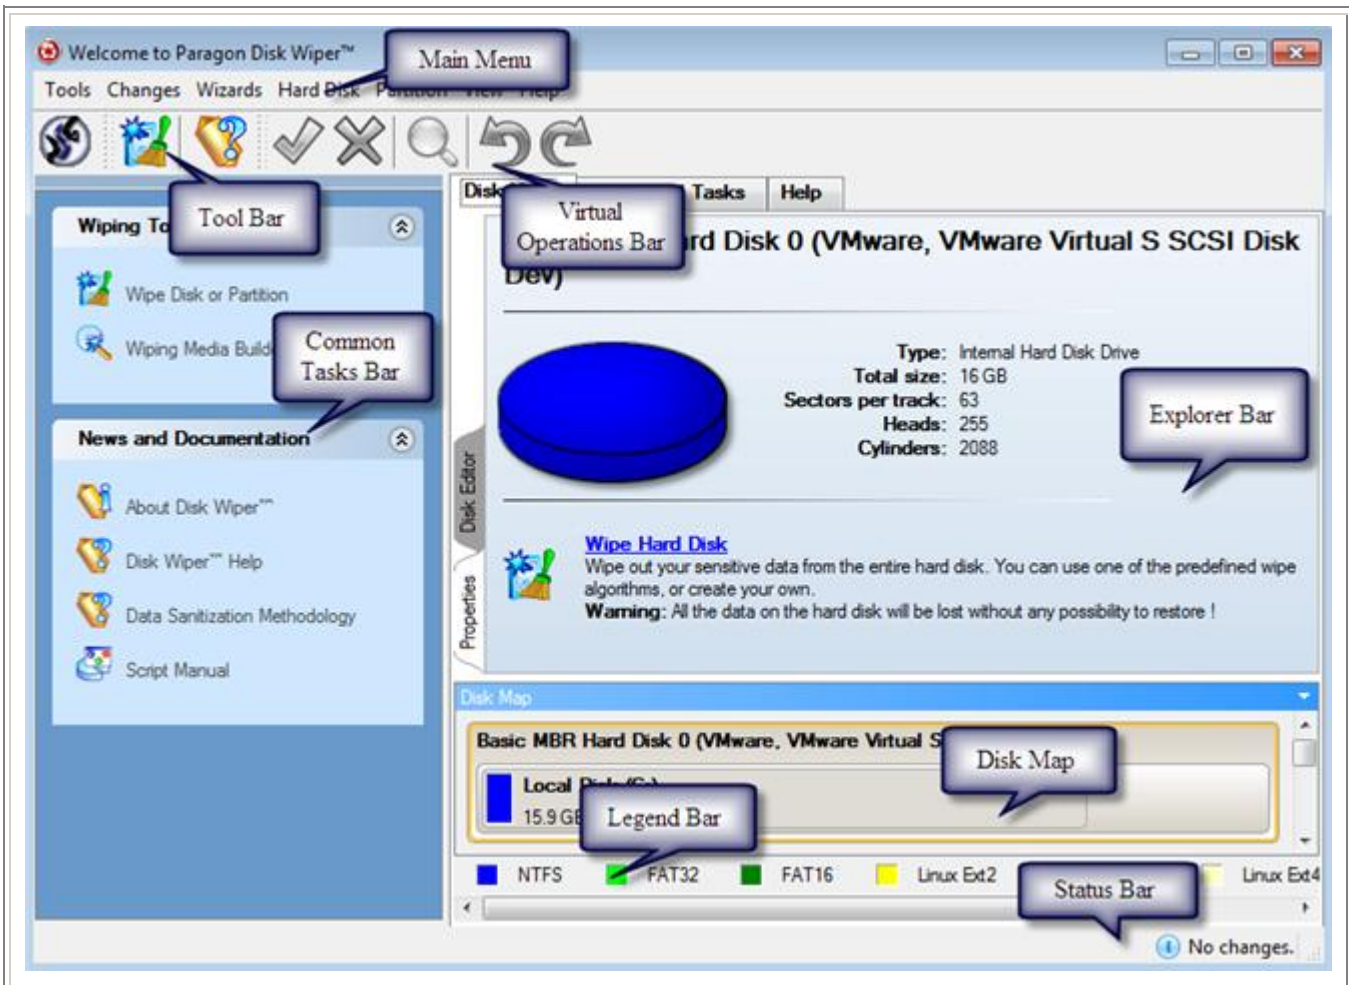 Welcome to Paragon Disk Wiper™
Main Menu
Tools Changes Wizards Hard Disk Partition View Help
Tool Bar
Virtual
Operations Bar
Wiping To
Wipe Disk or Partition
Wiping Media Build
Common
Tasks Bar
News and Documentation
About Disk Wiper™
Disk Wiper™ Help
Data Sanitization Methodology
Script Manual
Disk Tasks Help
Hard Disk 0 (VMware, VMware Virtual S SCSI Disk
Dev)
Type: Internal Hard Disk Drive
Total size: 16 GB
Sectors per track: 63
Heads: 255
Cylinders: 2088
Explorer Bar
Disk Editor
Properties
Wipe Hard Disk
Wipe out your sensitive data from the entire hard disk. You can use one of the predefined wipe
algorithms, or create your own.
Warning: All the data on the hard disk will be lost without any possibility to restore !
Disk Map
Basic MBR Hard Disk 0 (VMware, VMware Virtual S
Disk Map
Local Disk (C:)
15.9 GB
Legend Bar
NTFS FAT32 FAT16 Linux Ext2 Linux Ext4
Status Bar
No changes.